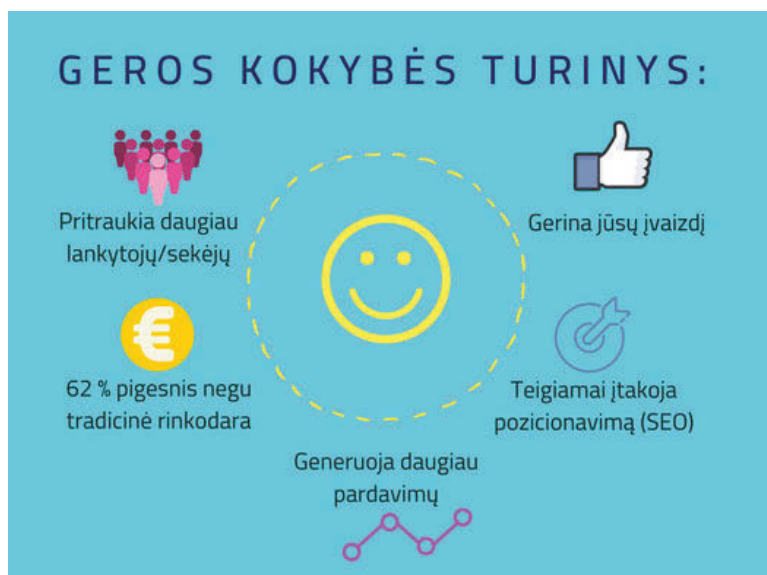 GEROS KOKYBĖS TURINYS:
Pritraukia daugiau
lankytojų/sekėjų
Gerina jūsų įvaizdį
€
62 % pigesnis negu
tradicinė rinkodara
Teigiamai įtakoja
pozicionavimą (SEO)
Generuoja daugiau
pardavimų